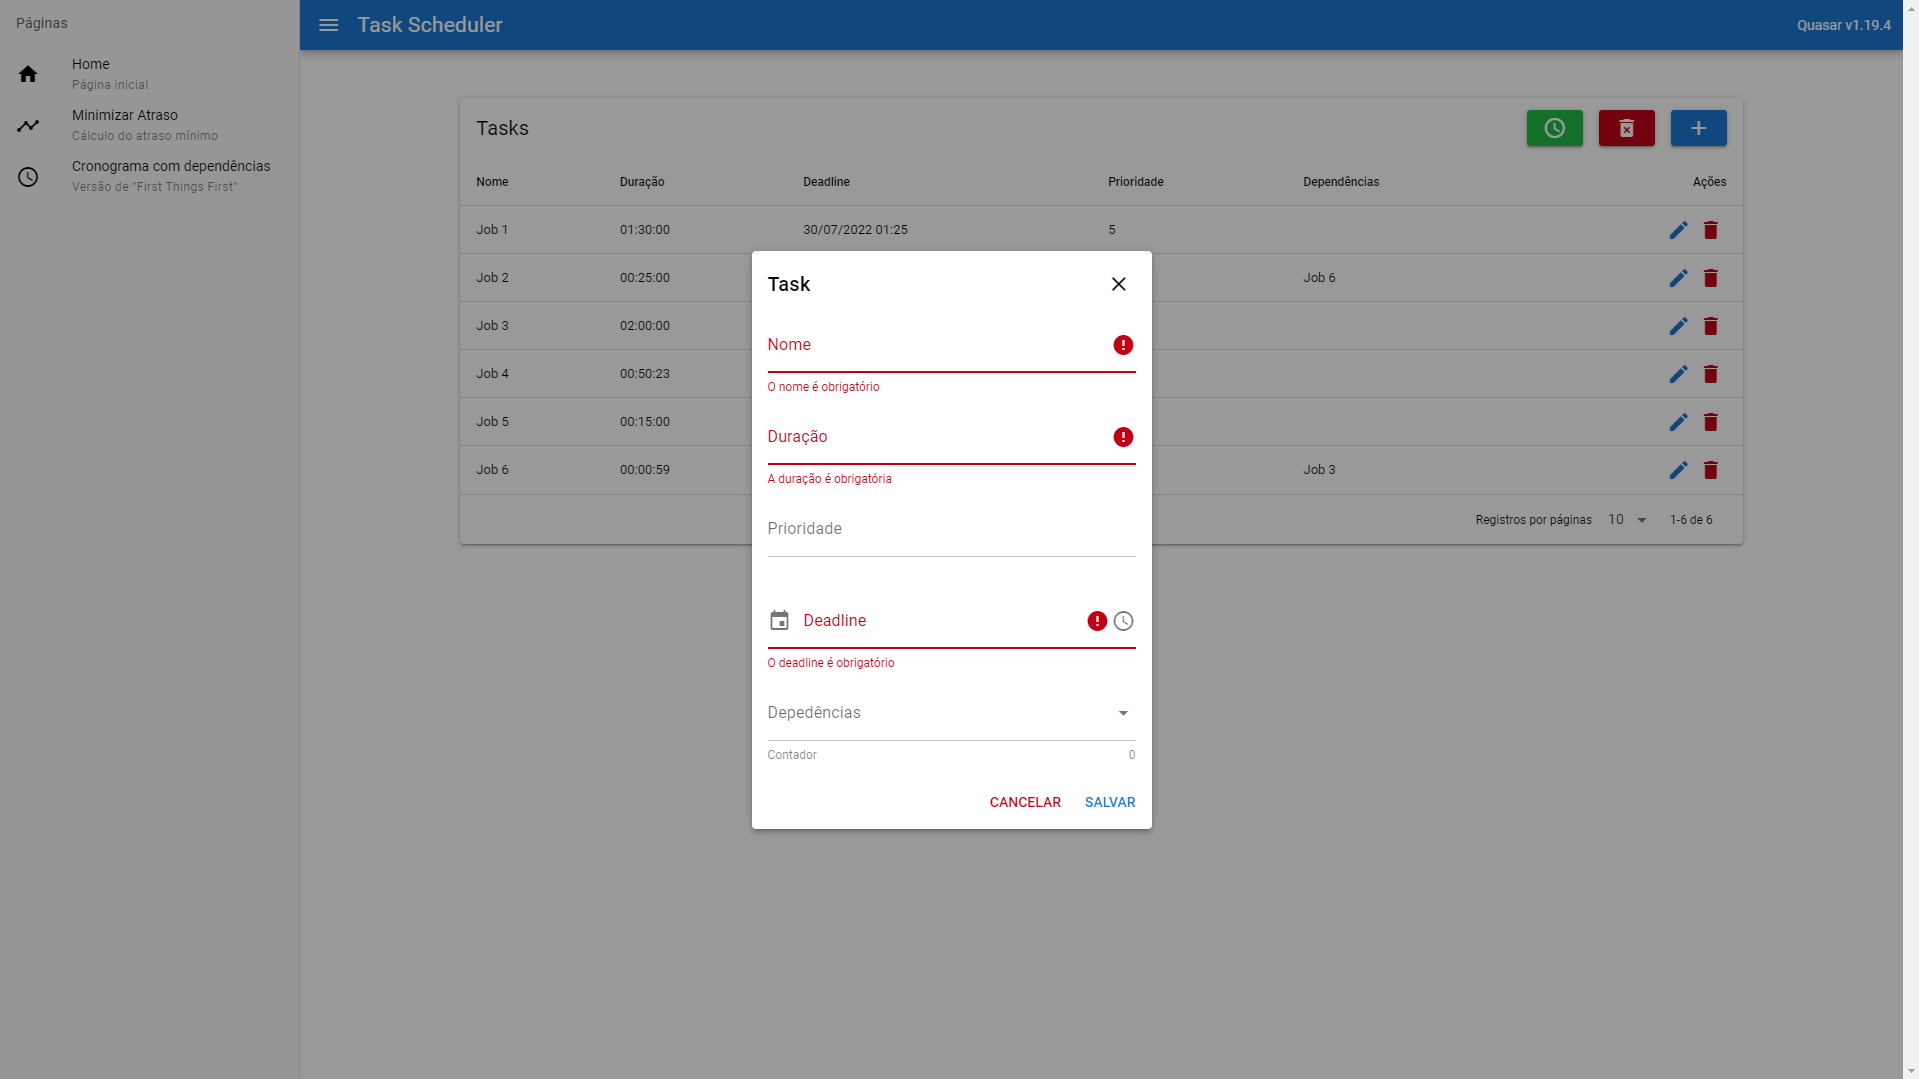 Páginas
Home
Página inicial
Minimizar Atraso
Cálculo do atraso mínimo
Cronograma com dependências
Versão de "First Things First"
Task Scheduler
Quasar v1.19.4
Tasks
Nome Duração Deadline Prioridade Dependências Ações
Job 1 01:30:00 30/07/2022 01:25 5
Job 2 00:25:00 Job 6
Job 3 02:00:00
Job 4 00:50:23
Job 5 00:15:00
Job 6 00:00:59 Job 3
Registros por páginas 10 1-6 de 6
Task
Nome
O nome é obrigatório
Duração
A duração é obrigatória
Prioridade
Deadline
O deadline é obrigatório
Depedências
Contador 0
CANCELAR SALVAR